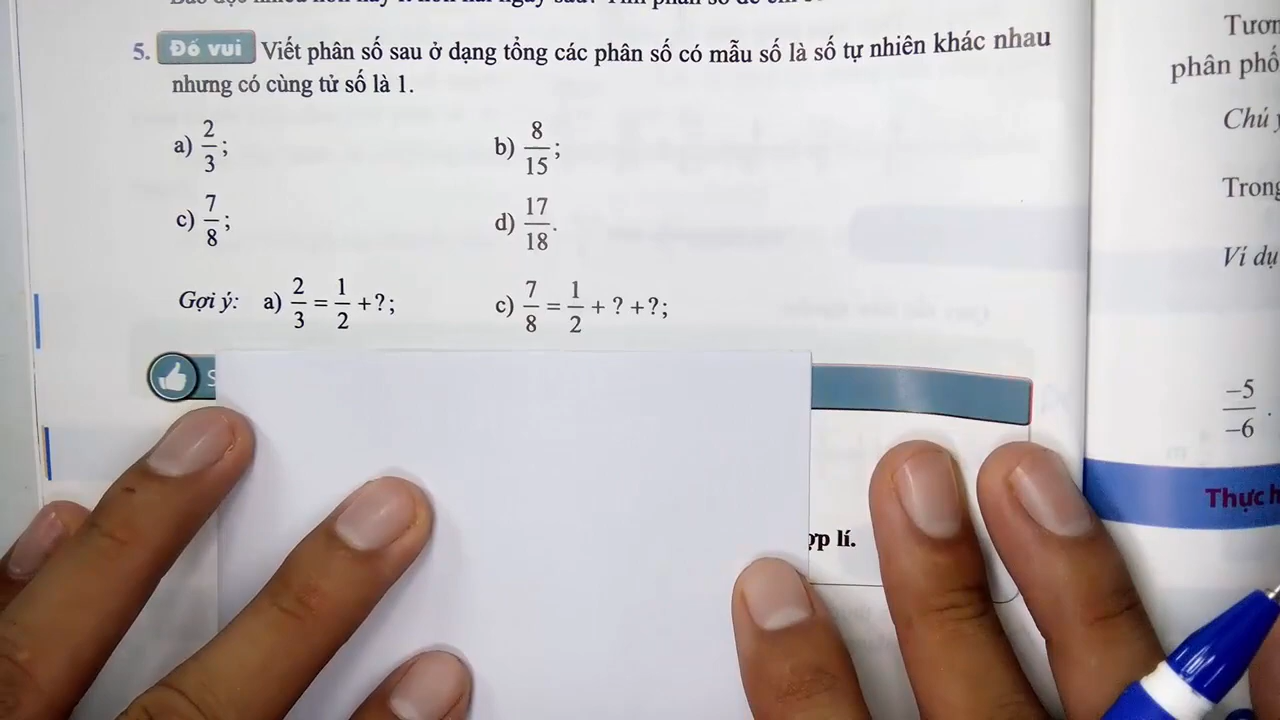 5. Đố vui Viết phân số sau ở dạng tổng các phân số có mẫu số là số tự nhiên khác nhau
nhưng có cùng tử số là 1.
a) 2/3; b) 8/15;
c) 7/8; d) 17/18.
Gợi ý: a) 2/3 = 1/2 + ?; c) 7/8 = 1/2 + ? + ?;
S
ợp lí.
Tươn
phân phố
Chú
Trong
Ví dụ
-5/-6 .
Thực h